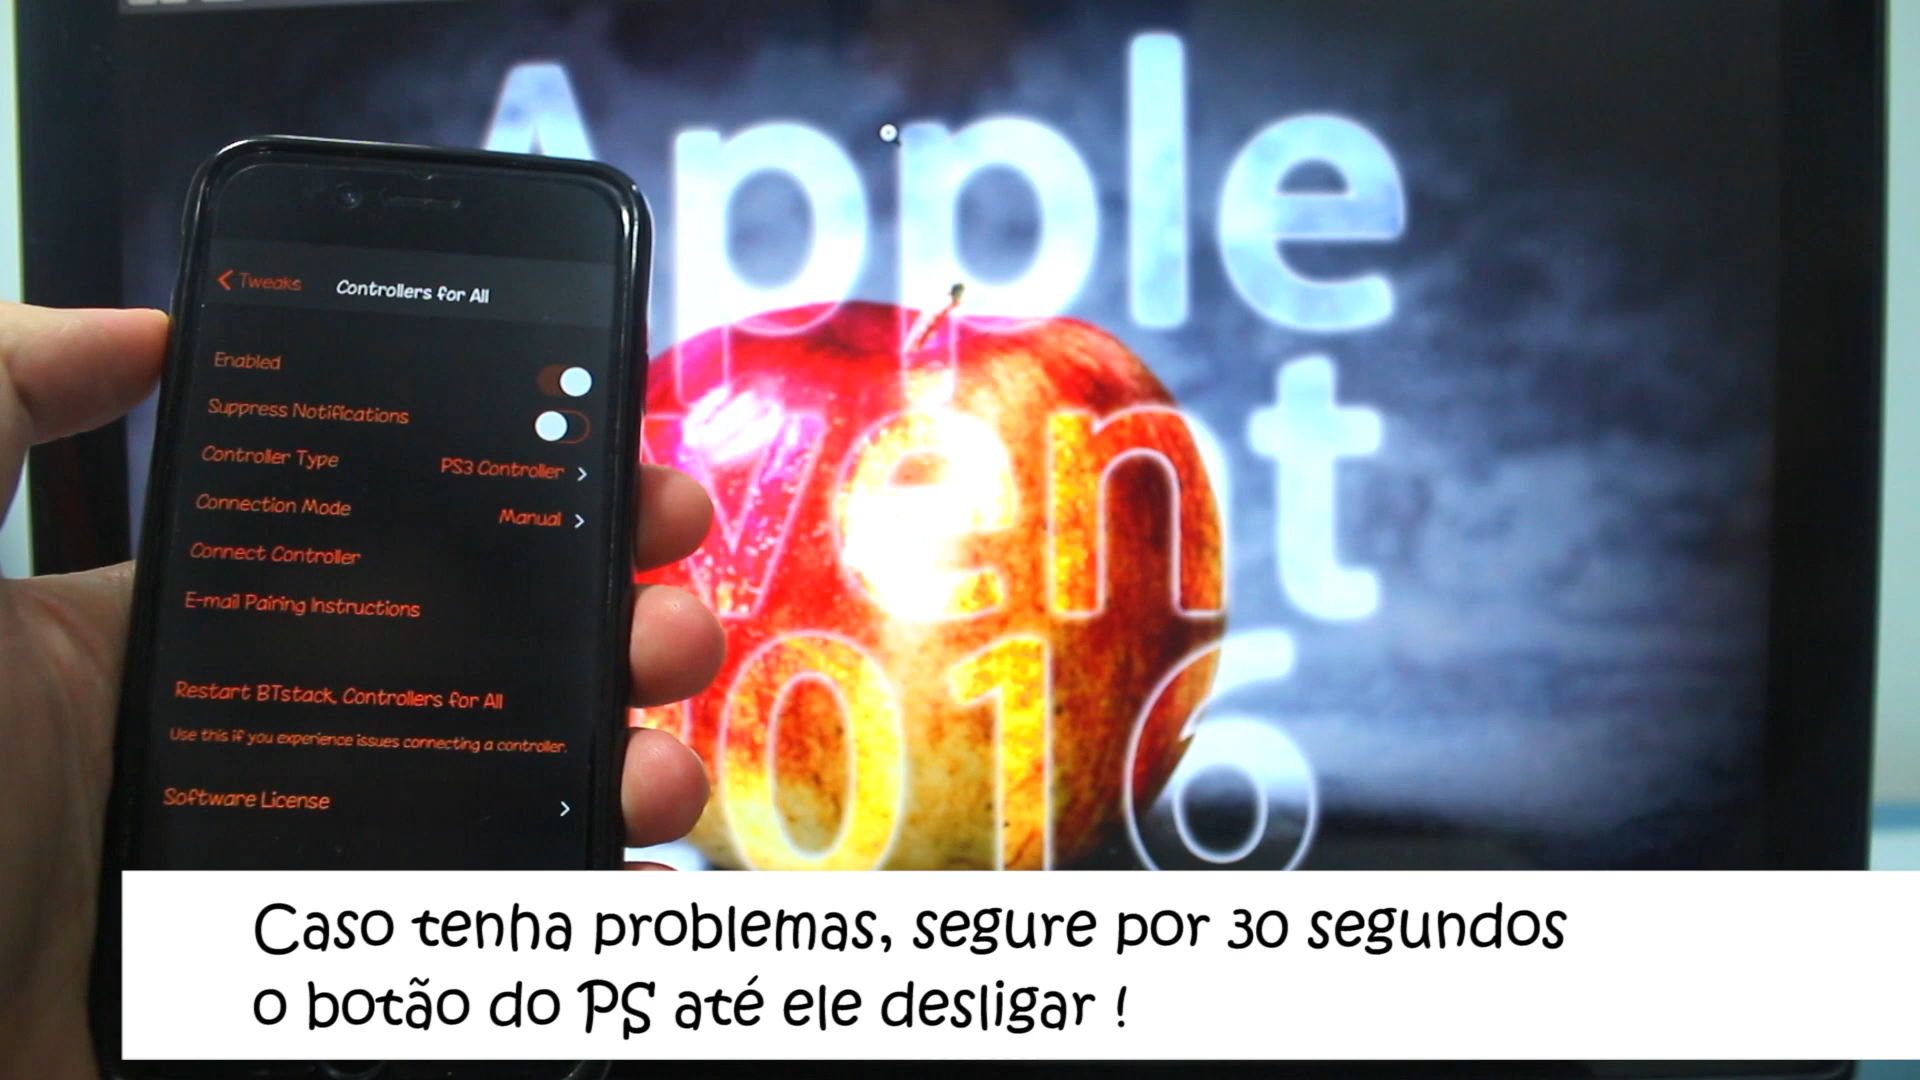 Apple
vent
016
Tweaks Controllers for All
Enabled
Suppress Notifications
Controller Type PS3 Controller
Connection Mode Manual
Connect Controller
E-mail Pairing Instructions
Restart BTstack, Controllers for All
Use this if you experience issues connecting a controller.
Software License
Caso tenha problemas, segure por 30 segundos
o botão do PS até ele desligar !